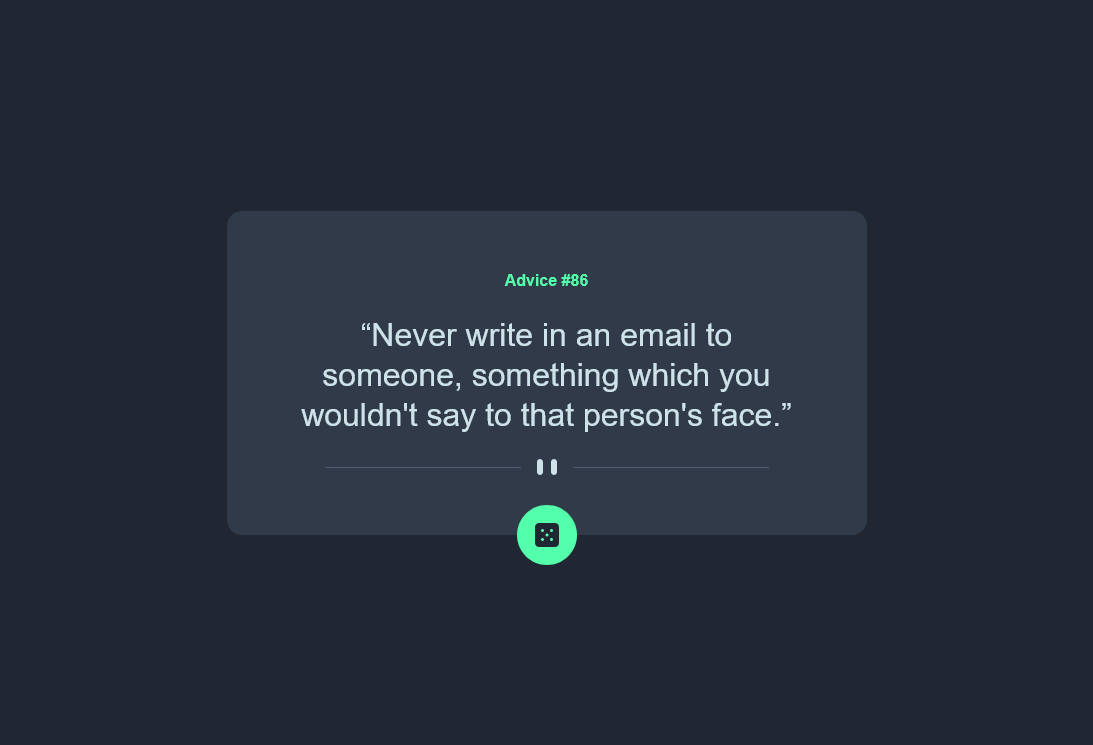 Advice #86
“Never write in an email to
someone, something which you
wouldn't say to that person's face.”